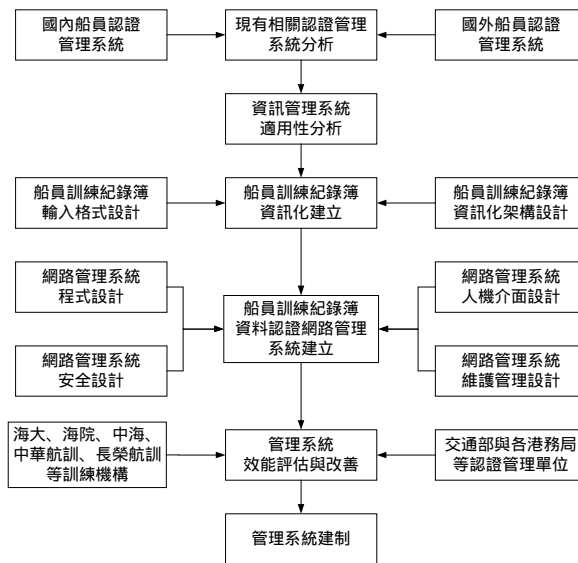 國內船員認證
管理系統
現有相關認證管理
系統分析
國外船員認證
管理系統
資訊管理系統
適用性分析
船員訓練紀錄簿
輸入格式設計
船員訓練紀錄簿
資訊化建立
船員訓練紀錄簿
資訊化架構設計
網路管理系統
程式設計
網路管理系統
人機介面設計
船員訓練紀錄簿
資料認證網路管理
系統建立
網路管理系統
安全設計
網路管理系統
維護管理設計
海大、海院、中海、
中華航訓、長榮航訓
等訓練機構
管理系統
效能評估與改善
交通部與各港務局
等認證管理單位
管理系統建制